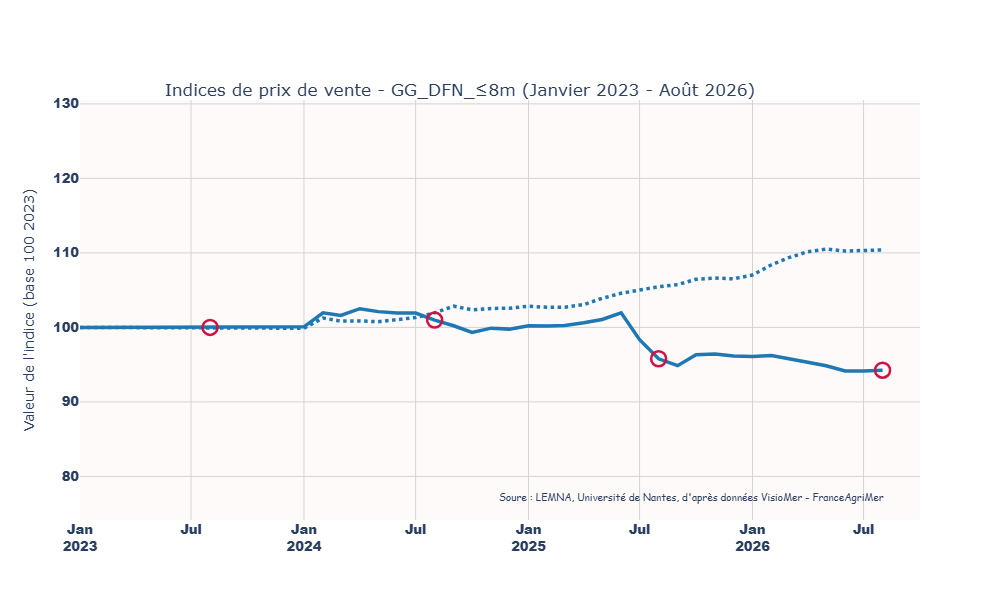 Indices de prix de vente - GG_DFN_≤8m (Janvier 2023 - Août 2026)
Valeur de l'indice (base 100 2023)
130
120
110
100
90
80
Soure : LEMNA, Université de Nantes, d'après données VisioMer - FranceAgriMer
Jan
2023
Jul
Jan
2024
Jul
Jan
2025
Jul
Jan
2026
Jul